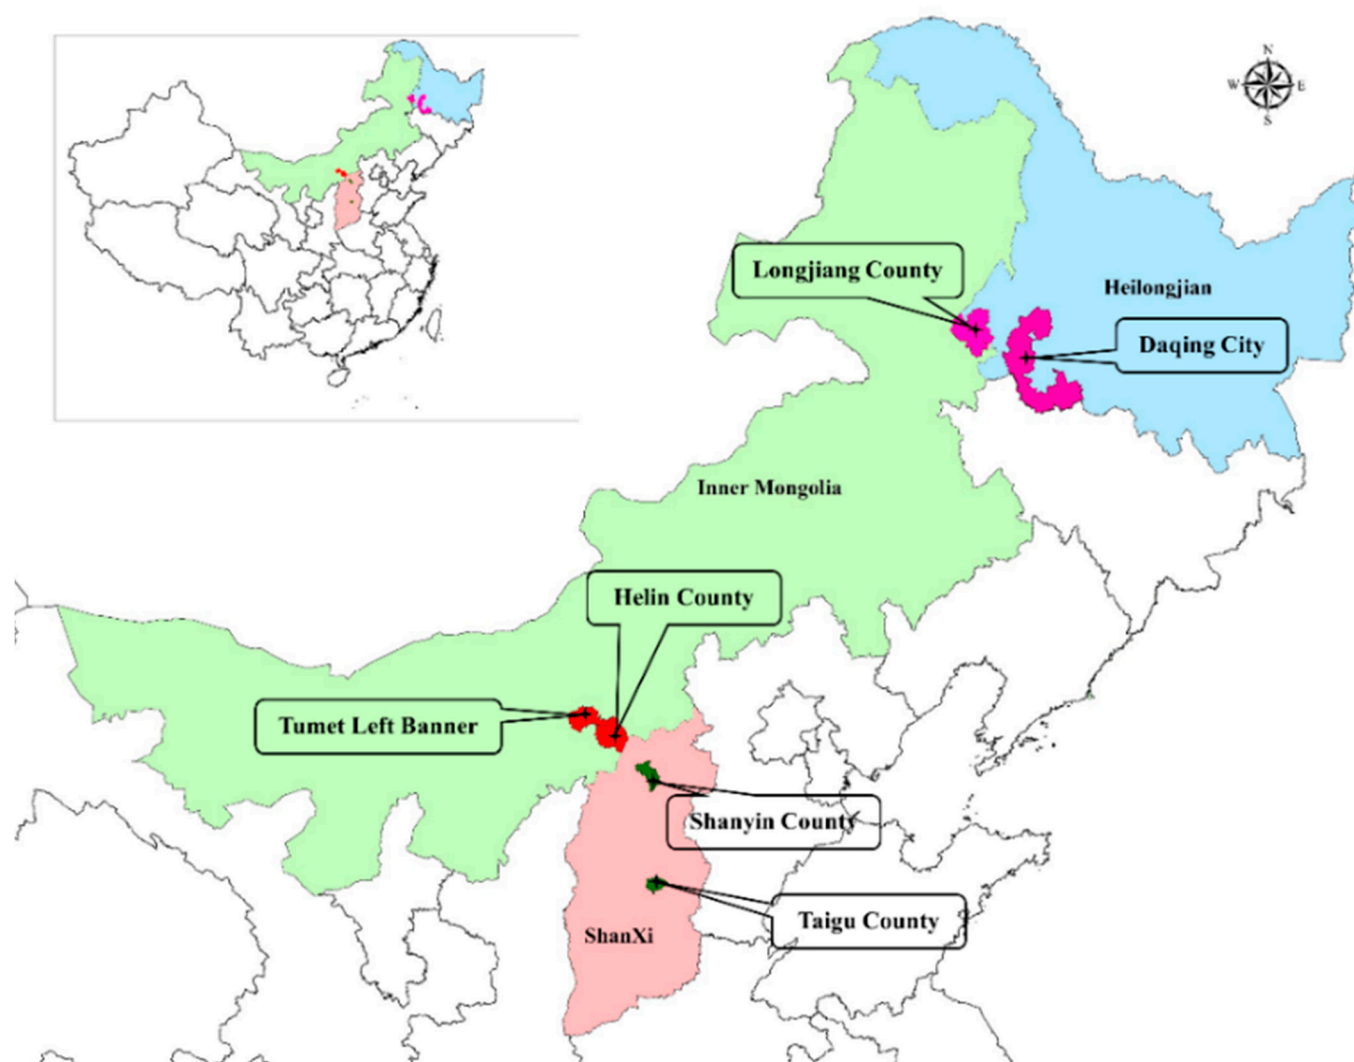 N
W E
S
Longjiang County
Heilongjian
Daqing City
Inner Mongolia
Helin County
Tumet Left Banner
Shanyin County
Taigu County
ShanXi